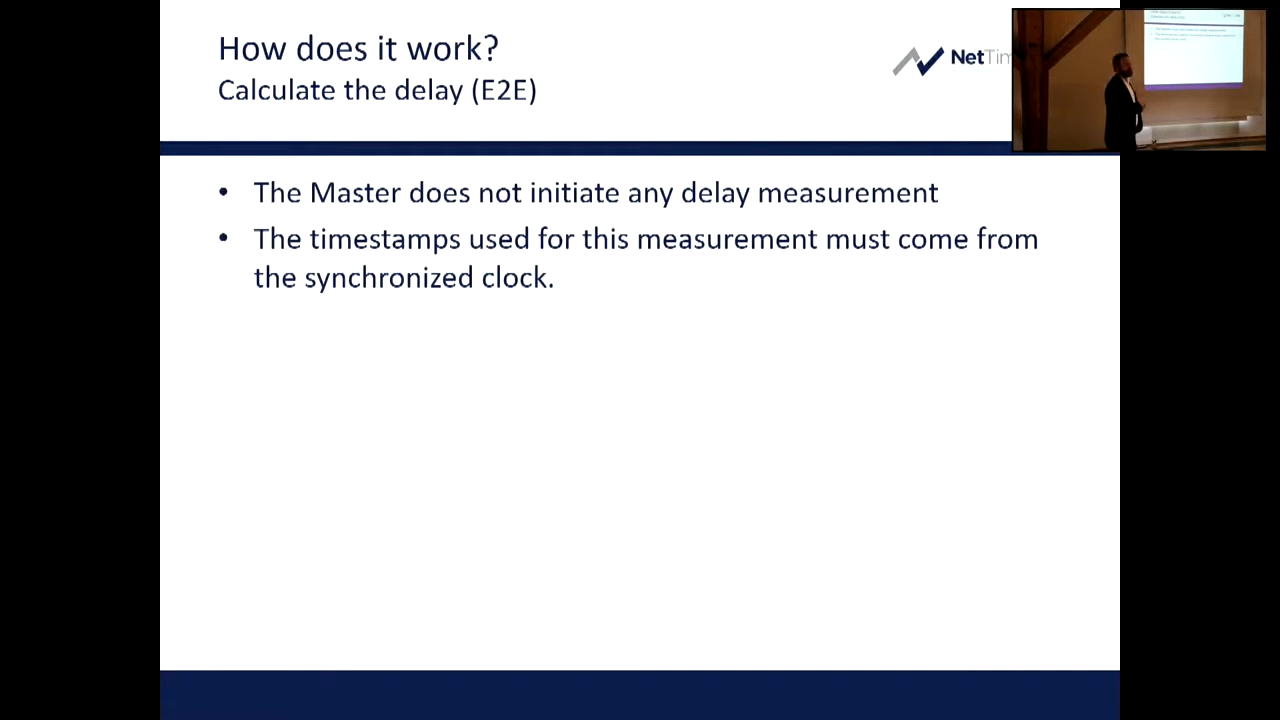 How does it work?
Calculate the delay (E2E)
NetTim
• The Master does not initiate any delay measurement
• The timestamps used for this measurement must come from
the synchronized clock.